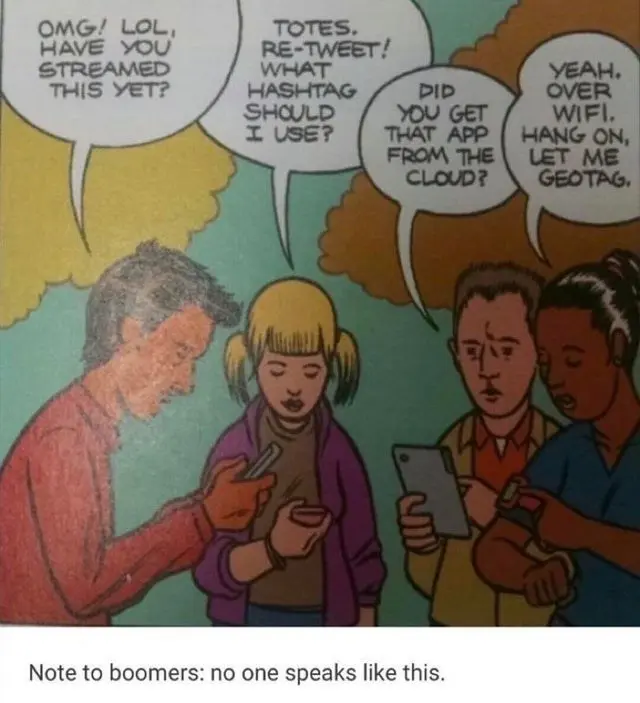 OMG! LOL,
HAVE YOU
STREAMED
THIS YET?
TOTES.
RE-TWEET!
WHAT
HASHTAG
SHOULD
I USE?
DID
YOU GET
THAT APP
FROM THE
CLOUD?
YEAH.
OVER
WIFI.
HANG ON,
LET ME
GEOTAG.
Note to boomers: no one speaks like this.